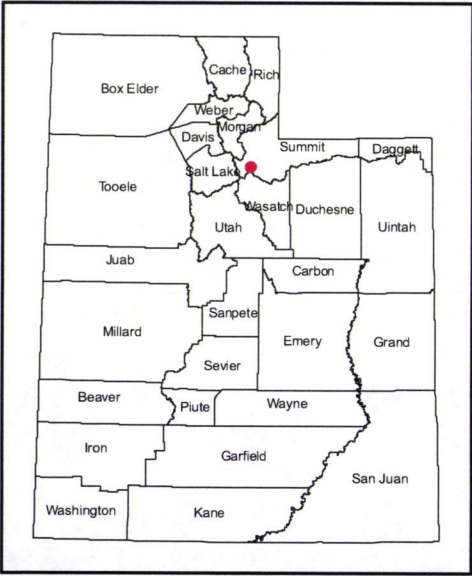 Cache
Rich
Box Elder
Weber
Morgan
Davis
Summit
Daggett
Salt Lake
Tooele
Wasatch
Duchesne
Utah
Uintah
Juab
Carbon
Sanpete
Millard
Emery
Grand
Sevier
Beaver
Piute
Wayne
Iron
Garfield
San Juan
Washington
Kane